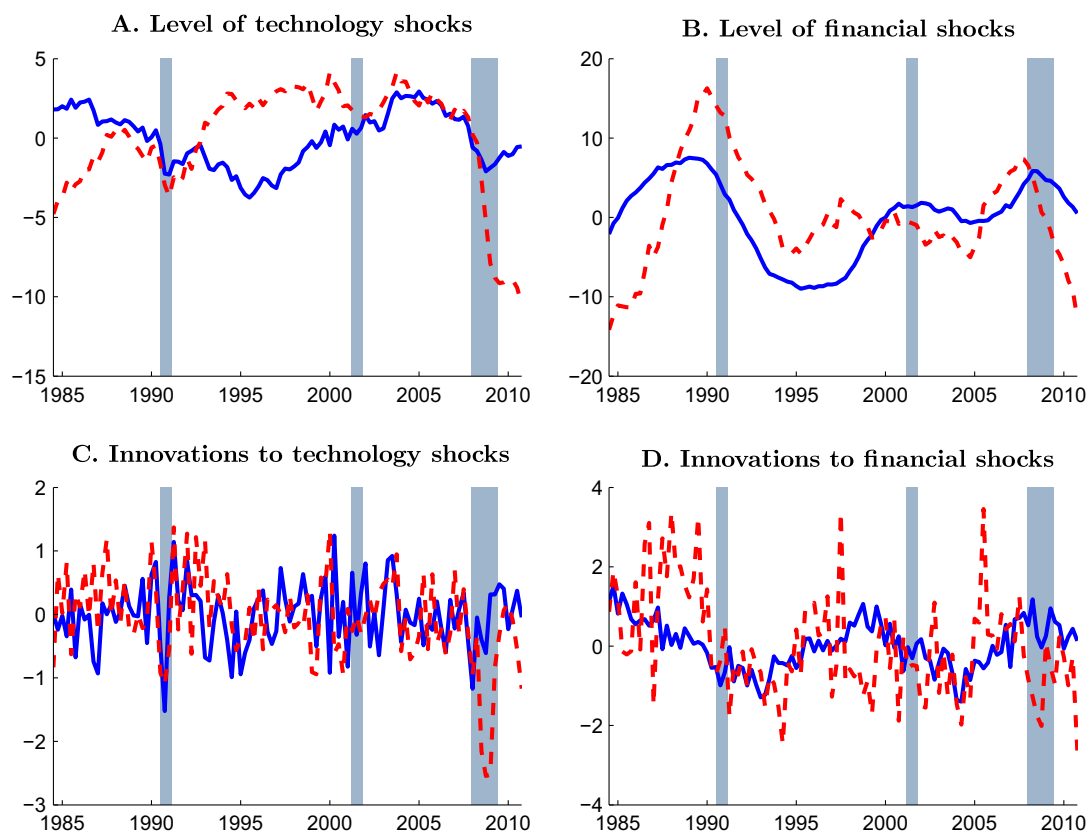 A. Level of technology shocks
5
0
−5
−10
−15
1985 1990 1995 2000 2005 2010
B. Level of financial shocks
20
10
0
−10
−20
1985 1990 1995 2000 2005 2010
C. Innovations to technology shocks
2
1
0
−1
−2
−3
1985 1990 1995 2000 2005 2010
D. Innovations to financial shocks
4
2
0
−2
−4
1985 1990 1995 2000 2005 2010